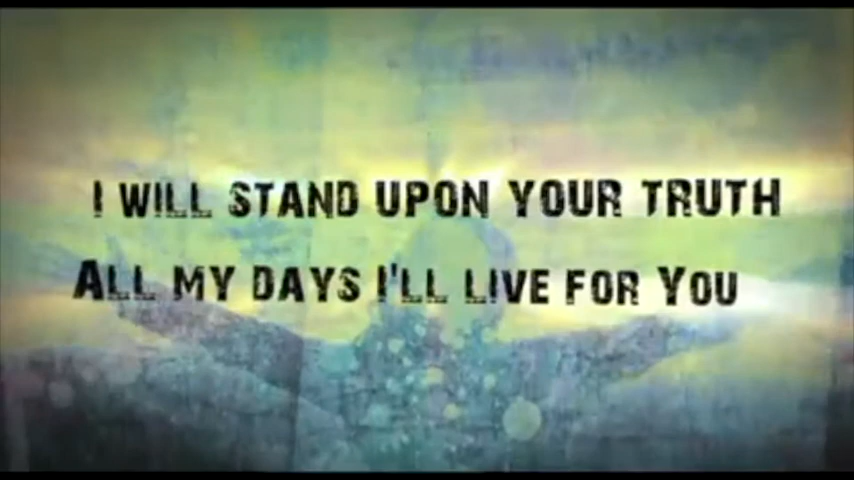 I WILL STAND UPON YOUR TRUTH
ALL MY DAYS I'LL LIVE FOR YOU